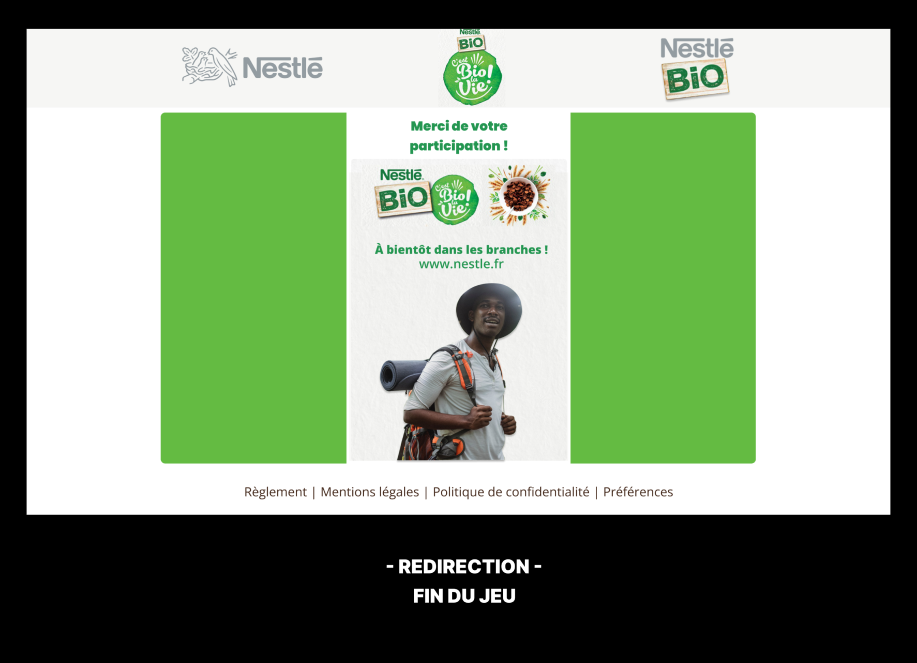 Nestlé
Nestlé
BiO
C'est
Bio!
la
Vie!
Nestlé
BiO
Merci de votre
participation !
Nestlé
BiO
C'est
Bio!
la
Vie!
À bientôt dans les branches !
www.nestle.fr
Règlement | Mentions légales | Politique de confidentialité | Préférences
- REDIRECTION -
FIN DU JEU